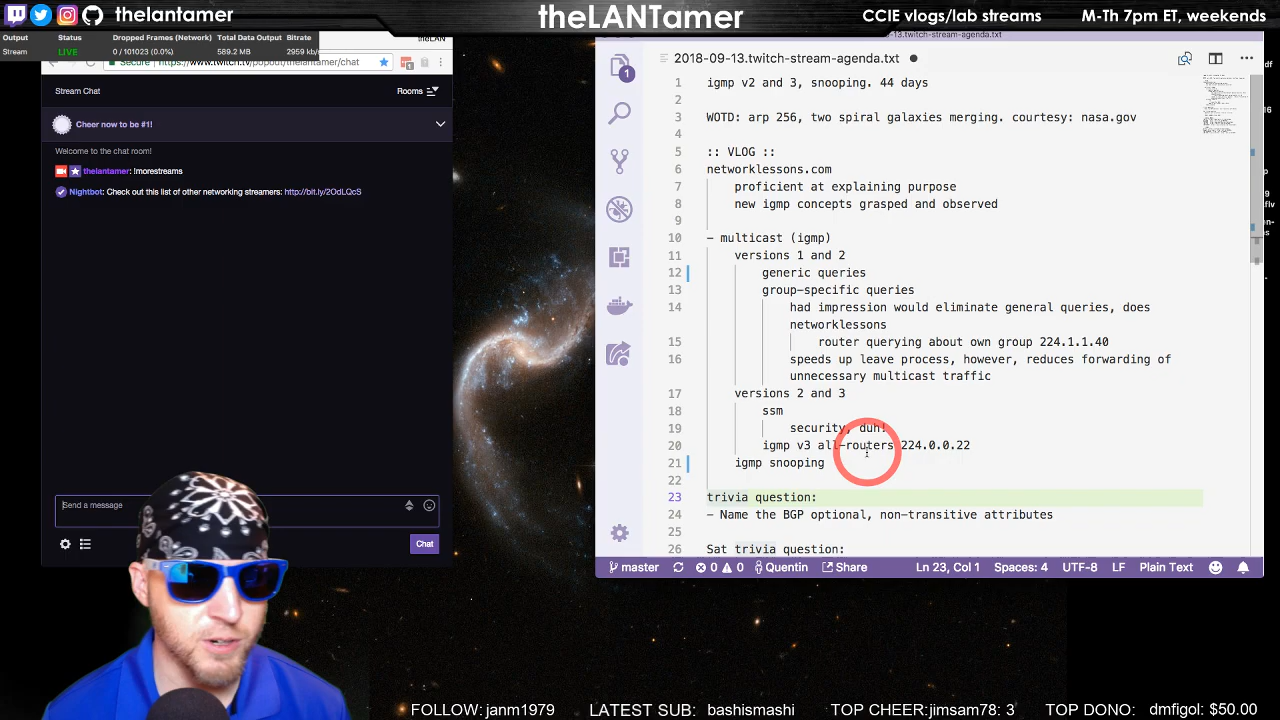 thelantamer
theLANTamer
CCIE vlogs/lab streams
M-Th 7pm ET, weekends
Output Status Dropped Frames (Network) Total Data Output Bitrate
Stream LIVE 0 / 101023 (0.0%) 589.2 MB 2959 kb/s
theLAN
Secure https://www.twitch.tv/popout/thelantamer/chat
Stream Chat
Rooms
Cheer now to be #1!
Welcome to the chat room!
thelantamer: !morestreams
Nightbot: Check out this list of other networking streamers: http://bit.ly/2OdLQcS
Send a message
Chat
-13.twitch-stream-agenda.txt
1
2018-09-13.twitch-stream-agenda.txt
1 igmp v2 and 3, snooping. 44 days
2
3 WOTD: arp 256, two spiral galaxies merging. courtesy: nasa.gov
4
5 :: VLOG ::
6 networklessons.com
7 proficient at explaining purpose
8 new igmp concepts grasped and observed
9
10 - multicast (igmp)
11 versions 1 and 2
12 generic queries
13 group-specific queries
14 had impression would eliminate general queries, does
networklessons
15 router querying about own group 224.1.1.40
16 speeds up leave process, however, reduces forwarding of
unnecessary multicast traffic
17 versions 2 and 3
18 ssm
19 security, duh!
20 igmp v3 all-routers 224.0.0.22
21 igmp snooping
22
23 trivia question:
24 - Name the BGP optional, non-transitive attributes
25
26 Sat trivia question:
master 0 0 Quentin Share Ln 23, Col 1 Spaces: 4 UTF-8 LF Plain Text
FOLLOW: janm1979 LATEST SUB: bashismashi TOP CHEER:jimsam78: 3 TOP DONO: dmfigol: $50.00